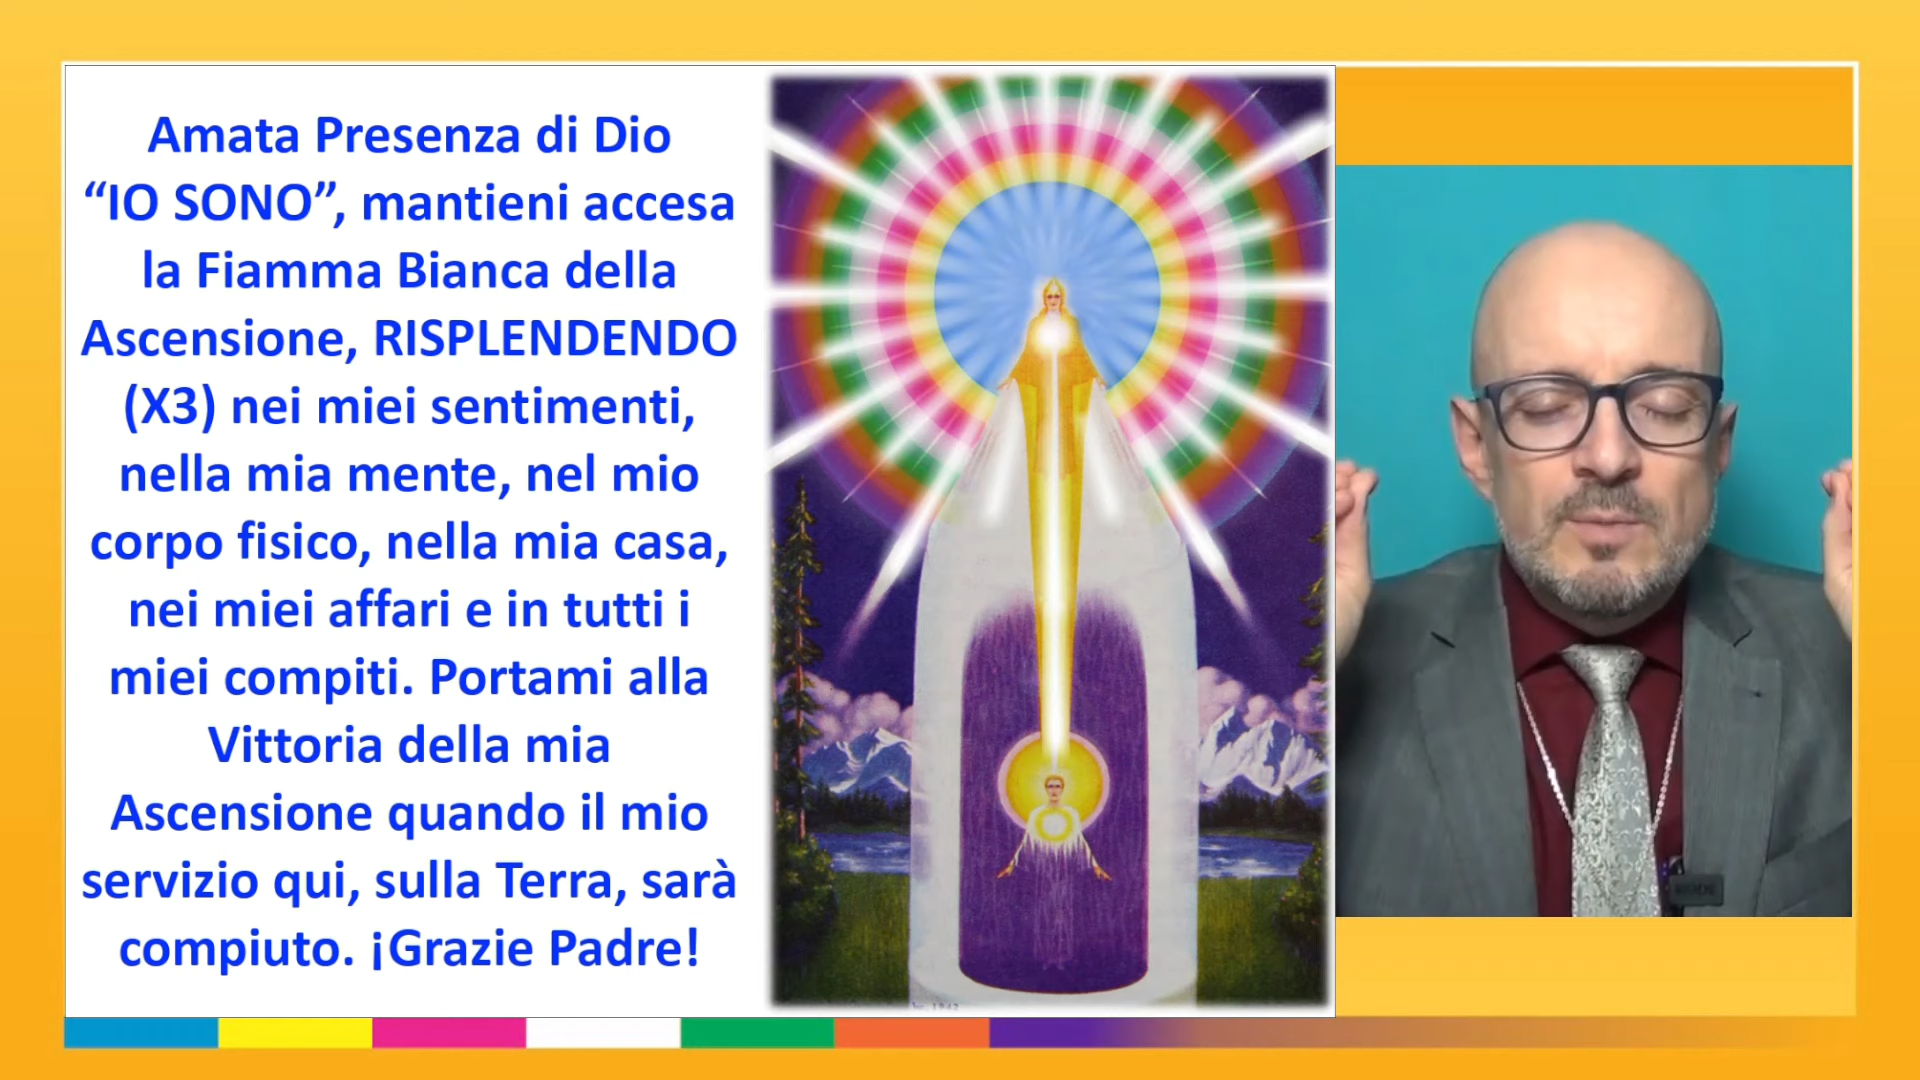 Amata Presenza di Dio
“IO SONO”, mantieni accesa
la Fiamma Bianca della
Ascensione, RISPLENDENDO
(X3) nei miei sentimenti,
nella mia mente, nel mio
corpo fisico, nella mia casa,
nei miei affari e in tutti i
miei compiti. Portami alla
Vittoria della mia
Ascensione quando il mio
servizio qui, sulla Terra, sarà
compiuto. ¡Grazie Padre!